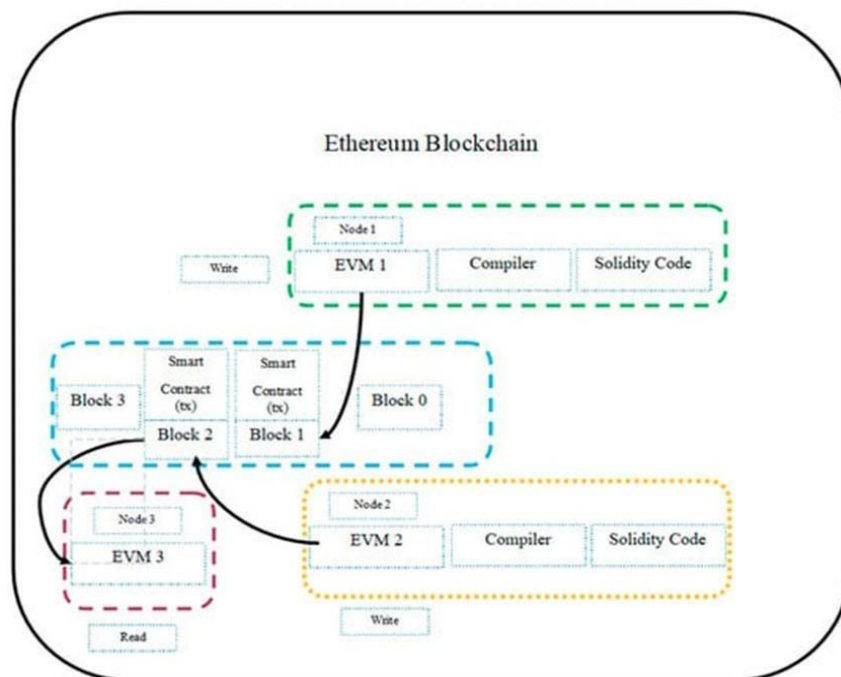 Ethereum Blockchain
Node 1
Write
EVM 1
Compiler
Solidity Code
Smart
Contract
(tx)
Smart
Contract
(tx)
Block 3
Block 2
Block 1
Block 0
Node 2
Node 3
EVM 2
Compiler
Solidity Code
EVM 3
Write
Read